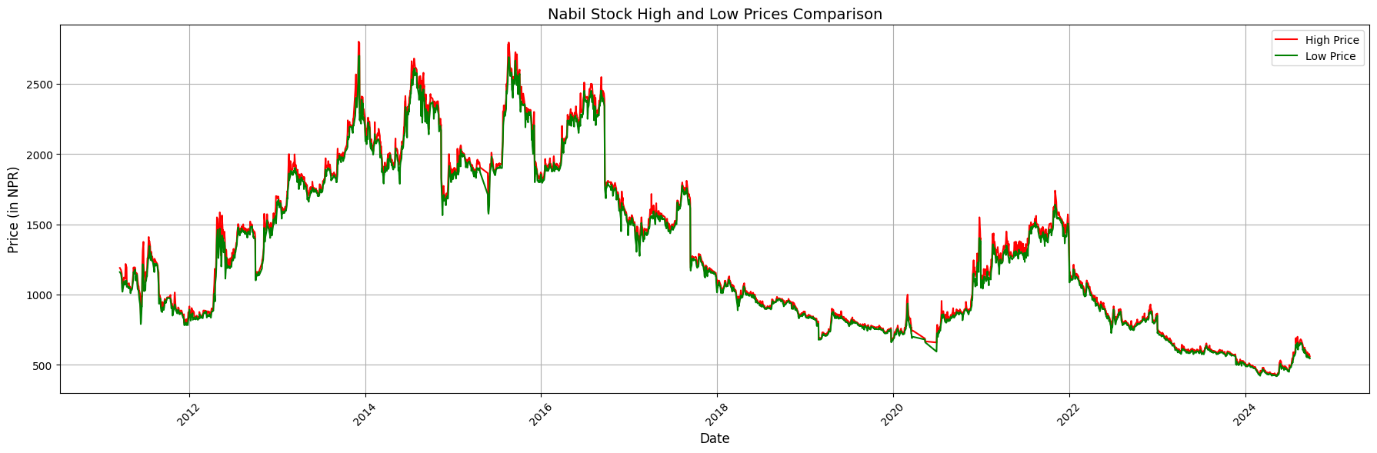 Nabil Stock High and Low Prices Comparison
High Price
Low Price
Price (in NPR)
2500
2000
1500
1000
500
2012
2014
2016
2018
2020
2022
2024
Date